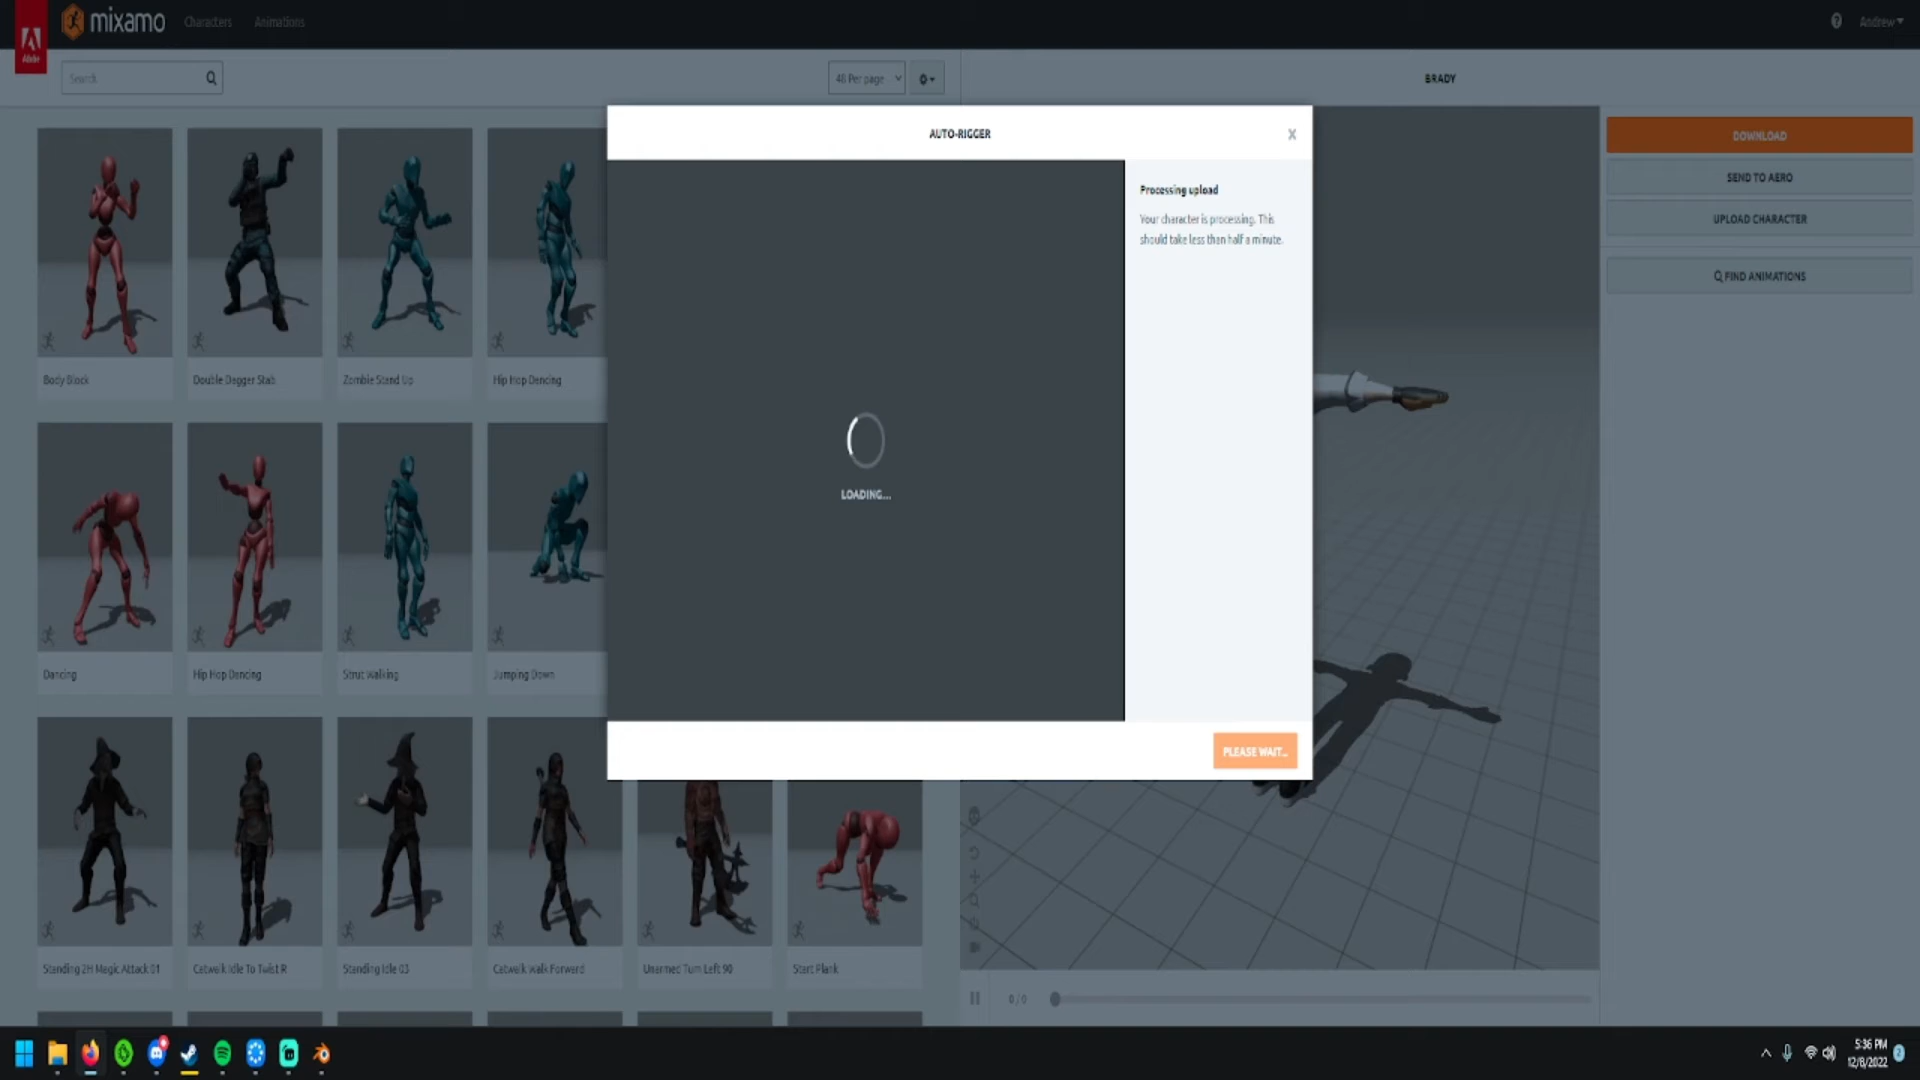 Adobe
mixamo
Characters
Animations
Andrew
Search
48 Per page
BRADY
AUTO-RIGGER
x
DOWNLOAD
SEND TO AERO
UPLOAD CHARACTER
FIND ANIMATIONS
Processing upload
Your character is processing. This
should take less than half a minute.
LOADING...
PLEASE WAIT...
Body Block
Double Dagger Stab
Zombie Stand Up
Hip Hop Dancing
Dancing
Hip Hop Dancing
Strut Walking
Jumping Down
Standing 2H Magic Attack 01
Catwalk Idle To Twist R
Standing Idle 03
Catwalk Walk Forward
Unarmed Turn Left 90
Start Plank
0 / 0
5:36 PM
12/8/2022
2